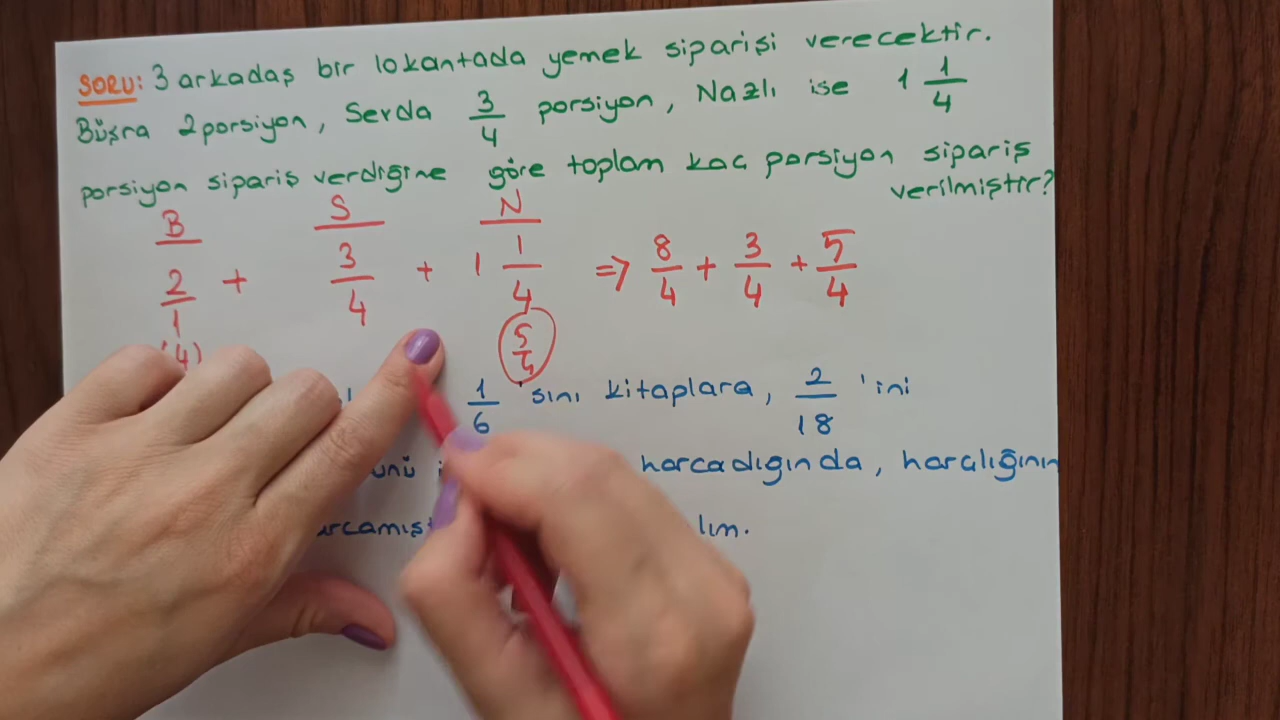 SORU: 3 arkadaş bir lokantada yemek siparişi verecektir.
Büşra 2 porsiyon, Serda 3/4 porsiyon, Nazlı ise 1 1/4
porsiyon sipariş verdiğine göre toplam kaç porsiyon sipariş
verilmiştir?
B S N
2/1 + 3/4 + 1 1/4 => 8/4 + 3/4 + 5/4
(4) 5/4
1/6 'sını kitaplara, 2/18 'ini
harcadığında, harçlığının